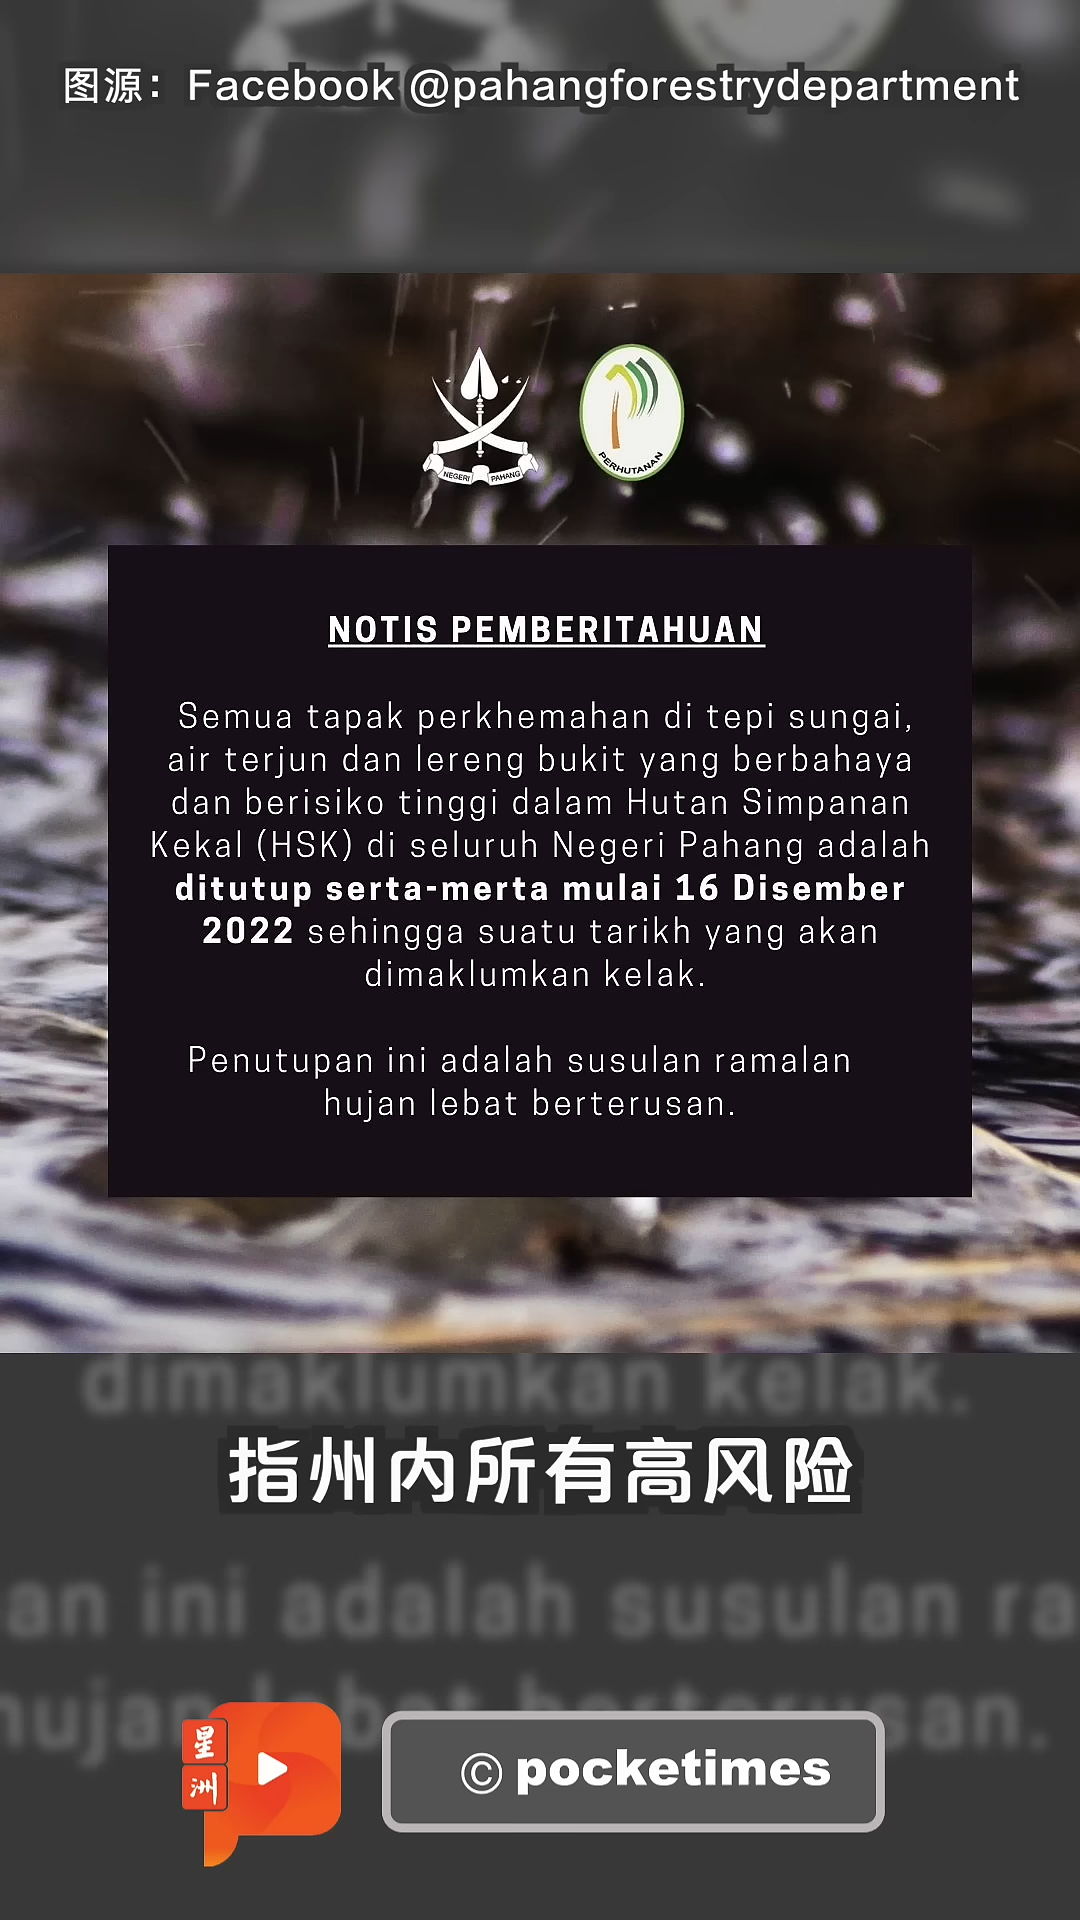 图源：Facebook @pahangforestrydepartment
NEGERI PAHANG
PERHUTANAN
NOTIS PEMBERITAHUAN
Semua tapak perkhemahan di tepi sungai,
air terjun dan lereng bukit yang berbahaya
dan berisiko tinggi dalam Hutan Simpanan
Kekal (HSK) di seluruh Negeri Pahang adalah
ditutup serta-merta mulai 16 Disember
2022 sehingga suatu tarikh yang akan
dimaklumkan kelak.
Penutupan ini adalah susulan ramalan
hujan lebat berterusan.
dimaklumkan kelak.
指州内所有高风险
an ini adalah susulan ra
hujan lebat berterusan.
星洲
© pocketimes